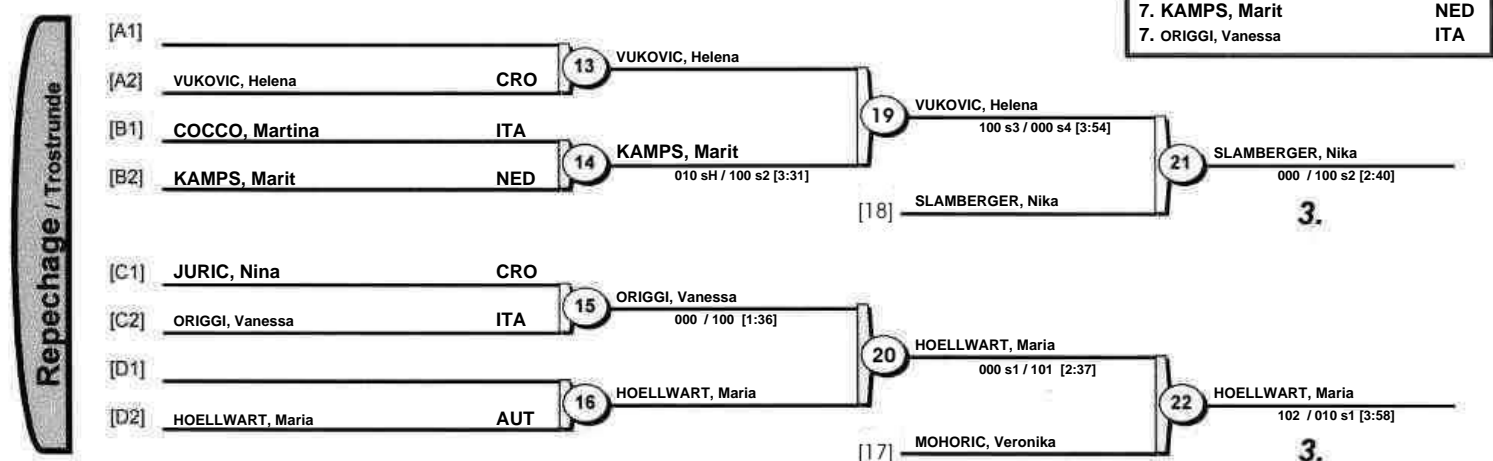 7. KAMPS, Marit NED
7. ORIGGI, Vanessa ITA
Repechage / Trostrunde
[A1]
[A2] VUKOVIC, Helena CRO
13 VUKOVIC, Helena
[B1] COCCO, Martina ITA
[B2] KAMPS, Marit NED
14 KAMPS, Marit
010 sH / 100 s2 [3:31]
19 VUKOVIC, Helena
100 s3 / 000 s4 [3:54]
[18] SLAMBERGER, Nika
21 SLAMBERGER, Nika
000 / 100 s2 [2:40]
3.
[C1] JURIC, Nina CRO
[C2] ORIGGI, Vanessa ITA
15 ORIGGI, Vanessa
000 / 100 [1:36]
[D1]
[D2] HOELLWART, Maria AUT
16 HOELLWART, Maria
20 HOELLWART, Maria
000 s1 / 101 [2:37]
[17] MOHORIC, Veronika
22 HOELLWART, Maria
102 / 010 s1 [3:58]
3.